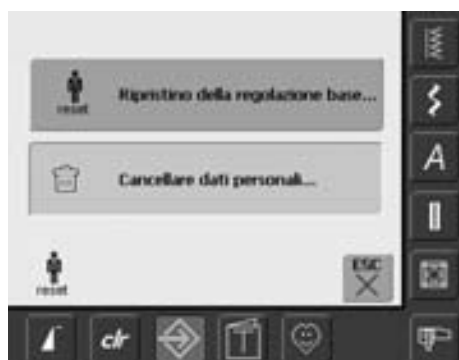 reset
Ripristino della regolazione base...
Cancellare dati personali...
reset
ESC
A
clr